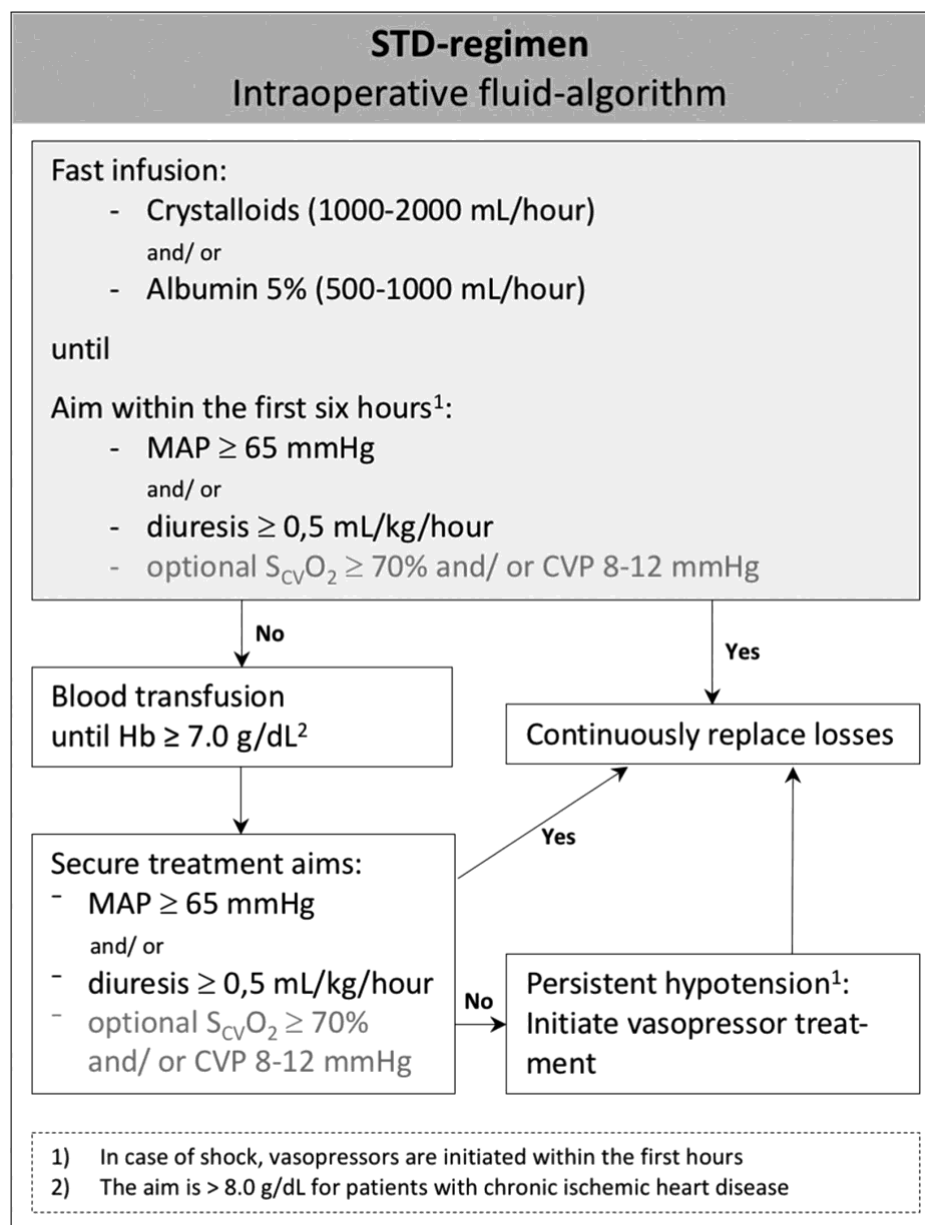 STD-regimen
Intraoperative fluid-algorithm
Fast infusion:
- Crystalloids (1000-2000 mL/hour)
and/ or
- Albumin 5% (500-1000 mL/hour)
until
Aim within the first six hours¹:
- MAP ≥ 65 mmHg
and/ or
- diuresis ≥ 0,5 mL/kg/hour
- optional SCVO₂ ≥ 70% and/ or CVP 8-12 mmHg
No
Yes
Blood transfusion
until Hb ≥ 7.0 g/dL²
Continuously replace losses
Yes
Secure treatment aims:
- MAP ≥ 65 mmHg
and/ or
- diuresis ≥ 0,5 mL/kg/hour
- optional SCVO₂ ≥ 70%
and/ or CVP 8-12 mmHg
No
Persistent hypotension¹:
Initiate vasopressor treat-
ment
1) In case of shock, vasopressors are initiated within the first hours
2) The aim is > 8.0 g/dL for patients with chronic ischemic heart disease